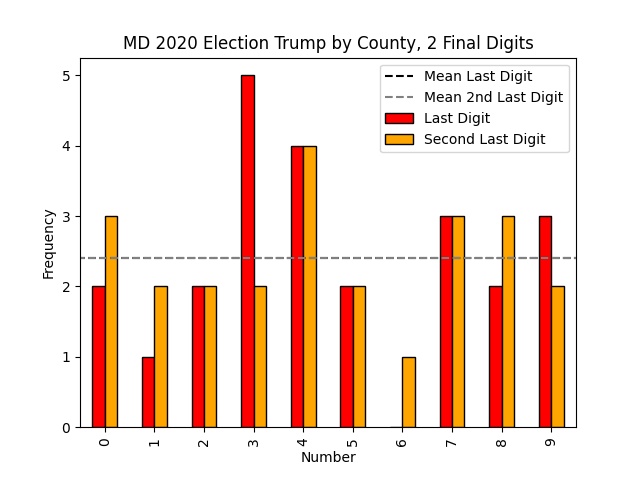 MD 2020 Election Trump by County, 2 Final Digits
Mean Last Digit
Mean 2nd Last Digit
Last Digit
Second Last Digit
Frequency
5
4
3
2
1
0
0 1 2 3 4 5 6 7 8 9
Number